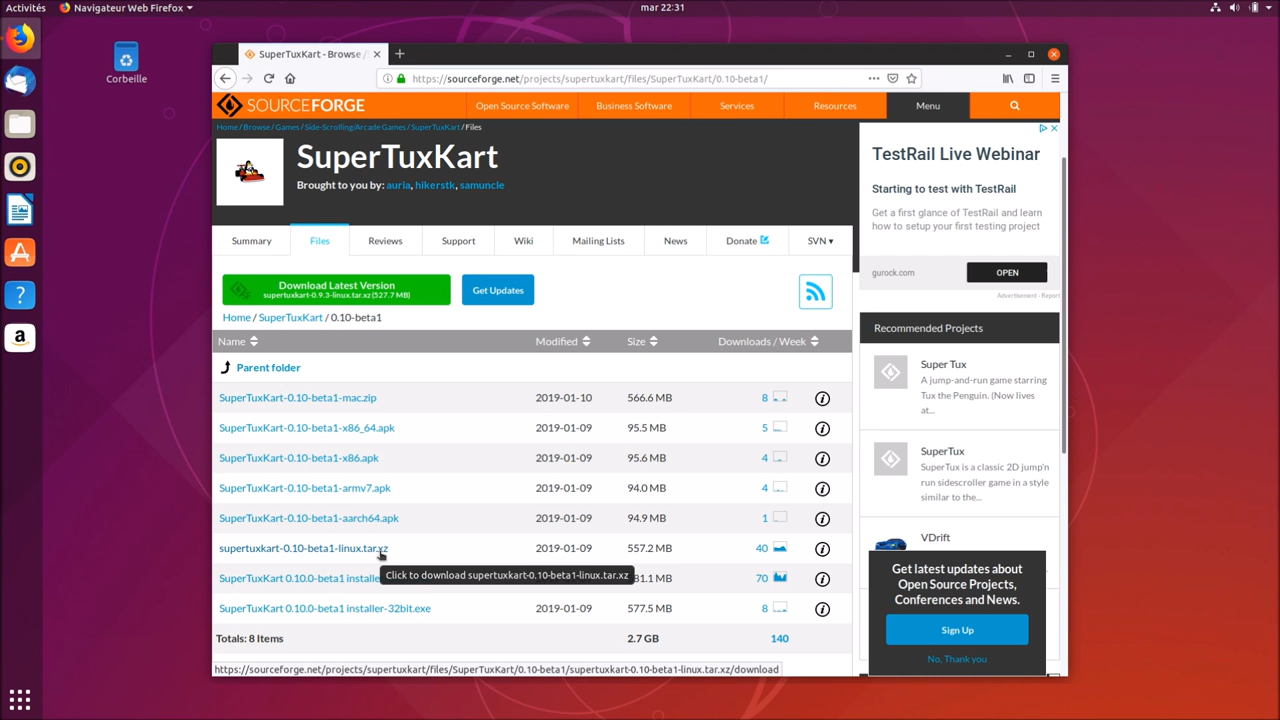 Activités
Navigateur Web Firefox
mar 22:31
Corbeille
SuperTuxKart - Browse /
https://sourceforge.net/projects/supertuxkart/files/SuperTuxKart/0.10-beta1/
SOURCEFORGE
Open Source Software
Business Software
Services
Resources
Menu
Home / Browse / Games / Side-Scrolling/Arcade Games / SuperTuxKart / Files
SuperTuxKart
Brought to you by: auria, hikerstk, samuncle
Summary
Files
Reviews
Support
Wiki
Mailing Lists
News
Donate
SVN
Download Latest Version
supertuxkart-0.9.3-linux.tar.xz (527.7 MB)
Get Updates
Home / SuperTuxKart / 0.10-beta1
Name Modified Size Downloads / Week
Parent folder
SuperTuxKart-0.10-beta1-mac.zip 2019-01-10 566.6 MB 8
SuperTuxKart-0.10-beta1-x86_64.apk 2019-01-09 95.5 MB 5
SuperTuxKart-0.10-beta1-x86.apk 2019-01-09 95.6 MB 4
SuperTuxKart-0.10-beta1-armv7.apk 2019-01-09 94.0 MB 4
SuperTuxKart-0.10-beta1-aarch64.apk 2019-01-09 94.9 MB 1
supertuxkart-0.10-beta1-linux.tar.xz 2019-01-09 557.2 MB 40
Click to download supertuxkart-0.10-beta1-linux.tar.xz
SuperTuxKart 0.10.0-beta1 70
SuperTuxKart 0.10.0-beta1 installer-32bit.exe 2019-01-09 577.5 MB 8
Totals: 8 Items 2.7 GB 140
https://sourceforge.net/projects/supertuxkart/files/SuperTuxKart/0.10-beta1/supertuxkart-0.10-beta1-linux.tar.xz/download
TestRail Live Webinar
Starting to test with TestRail
Get a first glance of TestRail and learn
how to setup your first testing project
gurock.com
OPEN
Advertisement - Report
Recommended Projects
Super Tux
A jump-and-run game starring
Tux the Penguin. (Now lives
at...
SuperTux
SuperTux is a classic 2D jump'n
run sidescroller game in a style
similar to the...
VDrift
Get latest updates about
Open Source Projects,
Conferences and News.
Sign Up
No, Thank you